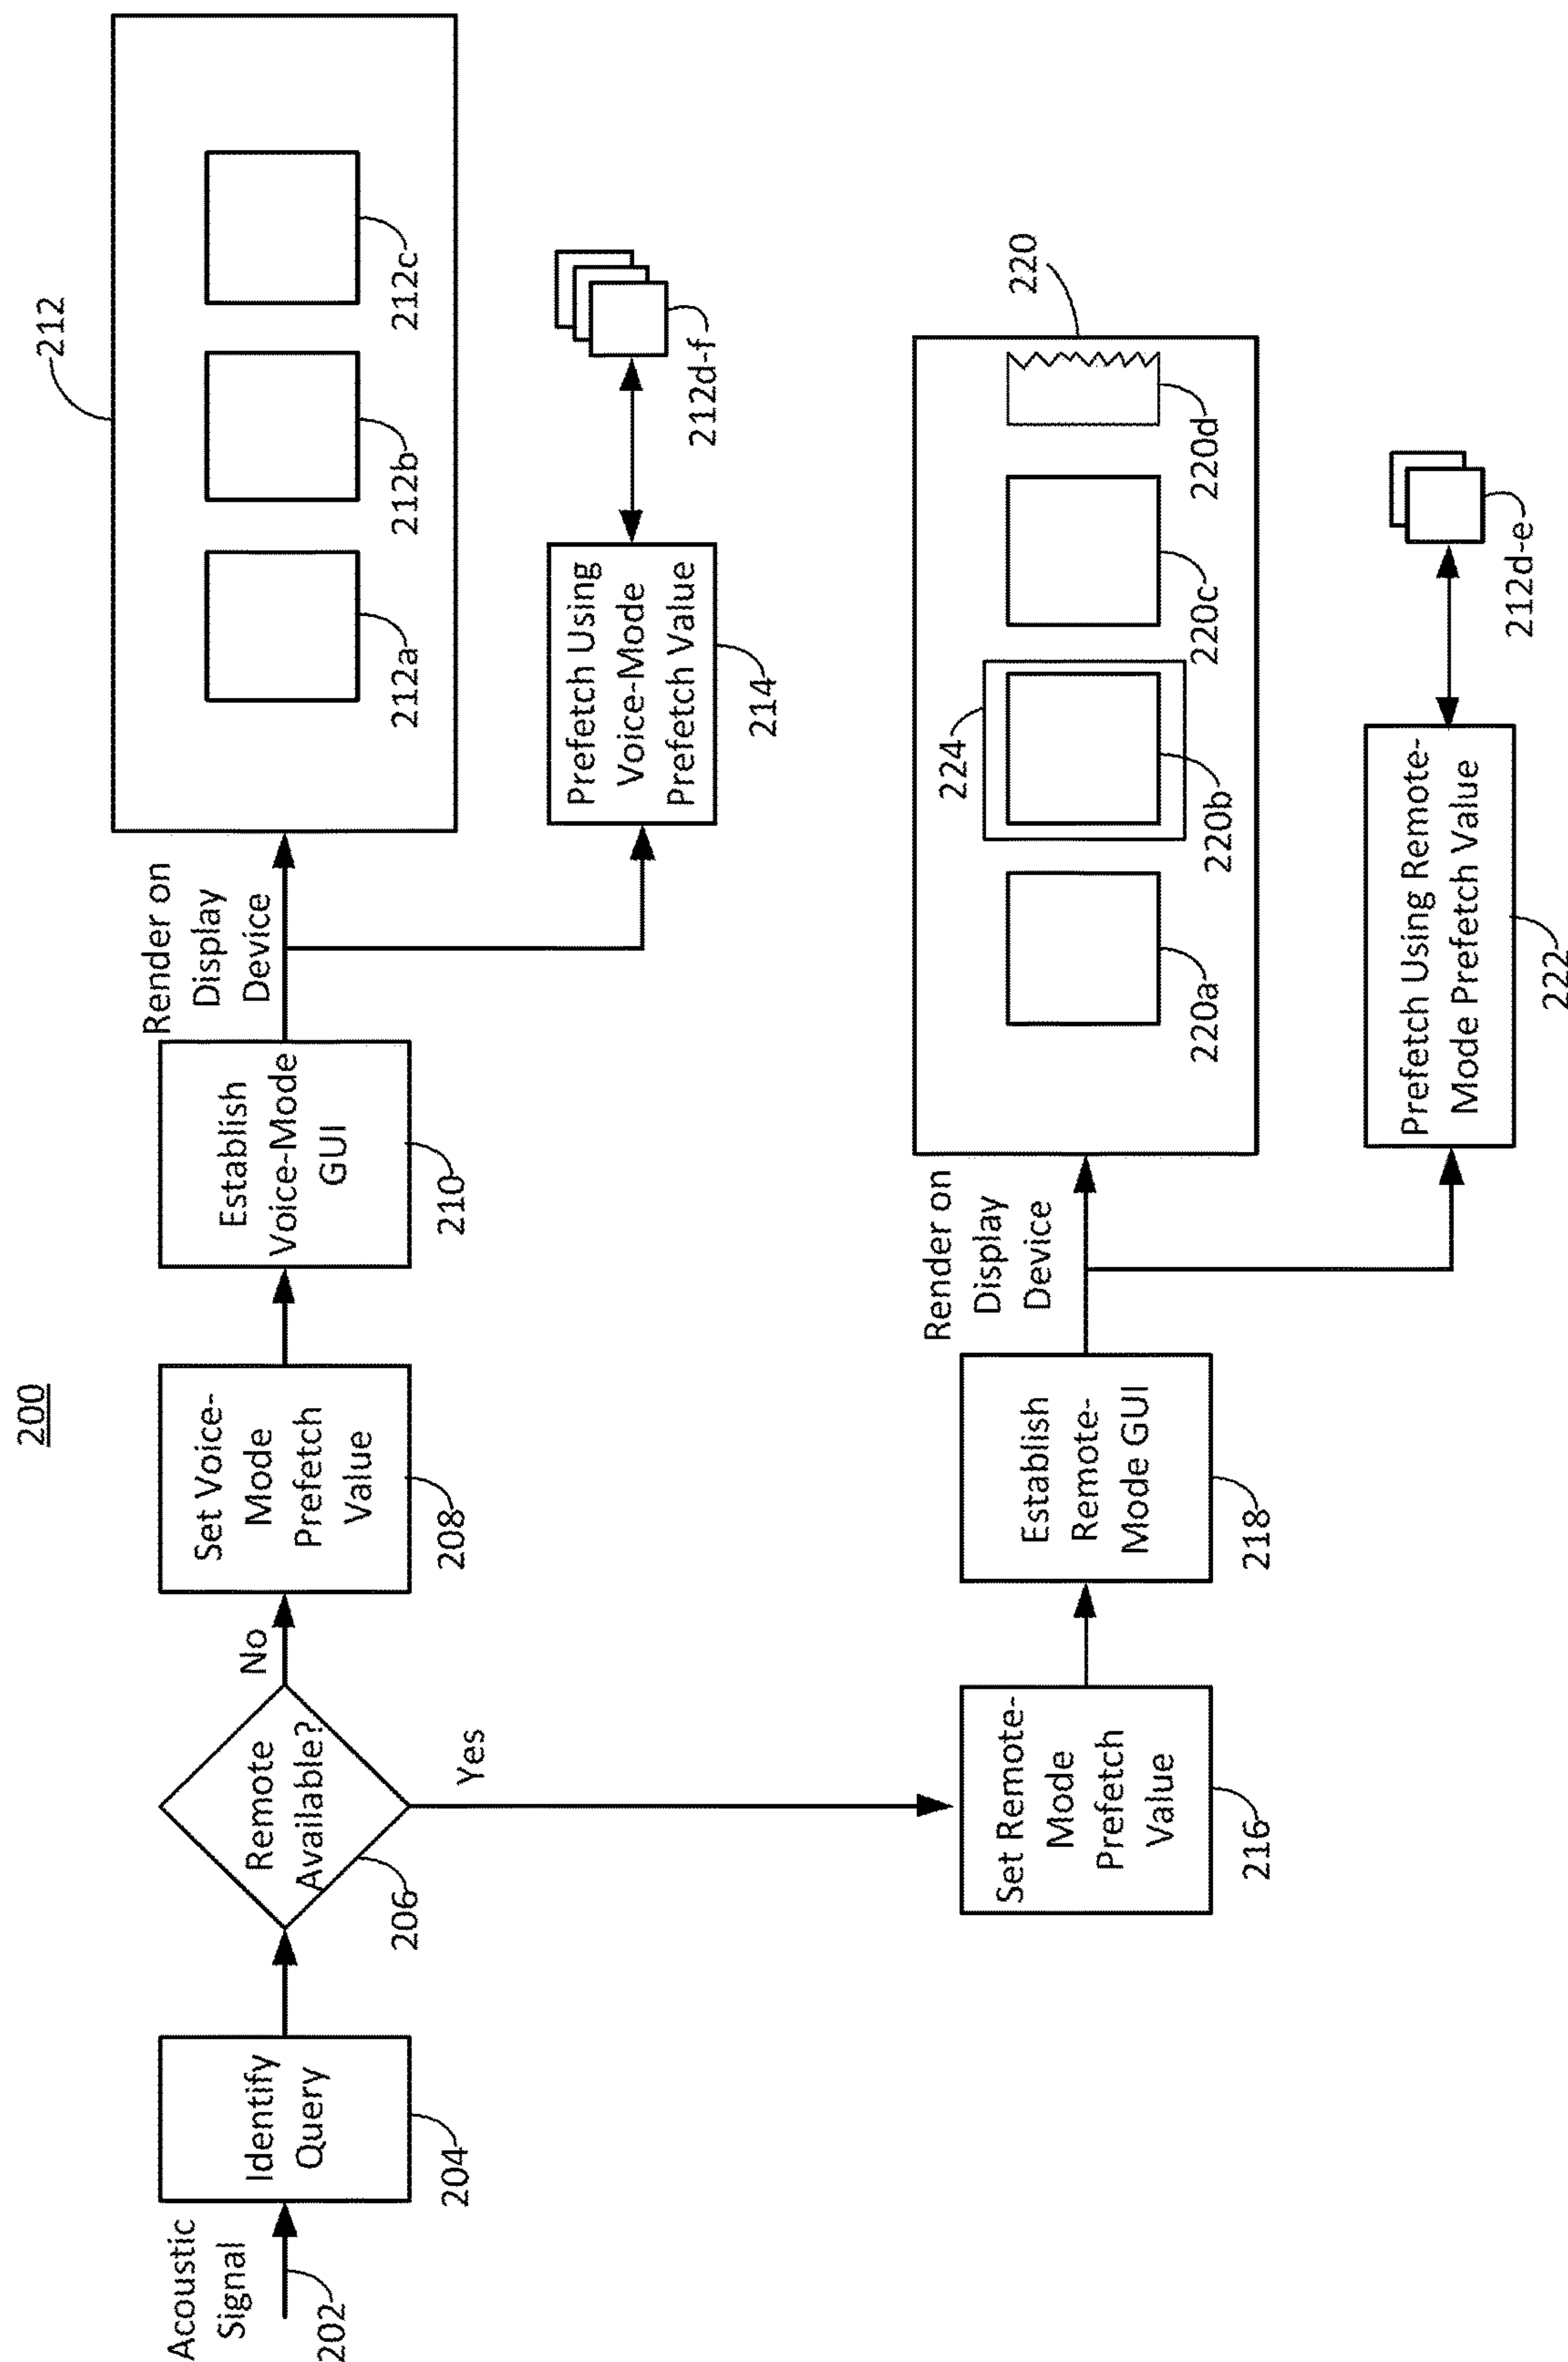 200
Acoustic
Signal
202
Identify
Query
204
Remote
Available?
206
No
Yes
Set Voice-
Mode
Prefetch
Value
208
Establish
Voice-Mode
GUI
210
Render on
Display
Device
212
212a
212b
212c
Prefetch Using
Voice-Mode
Prefetch Value
214
212d-f
Set Remote-
Mode
Prefetch
Value
216
Establish
Remote-
Mode GUI
218
Render on
Display
Device
220
224
220a
220b
220c
220d
Prefetch Using Remote-
Mode Prefetch Value
222
212d-e